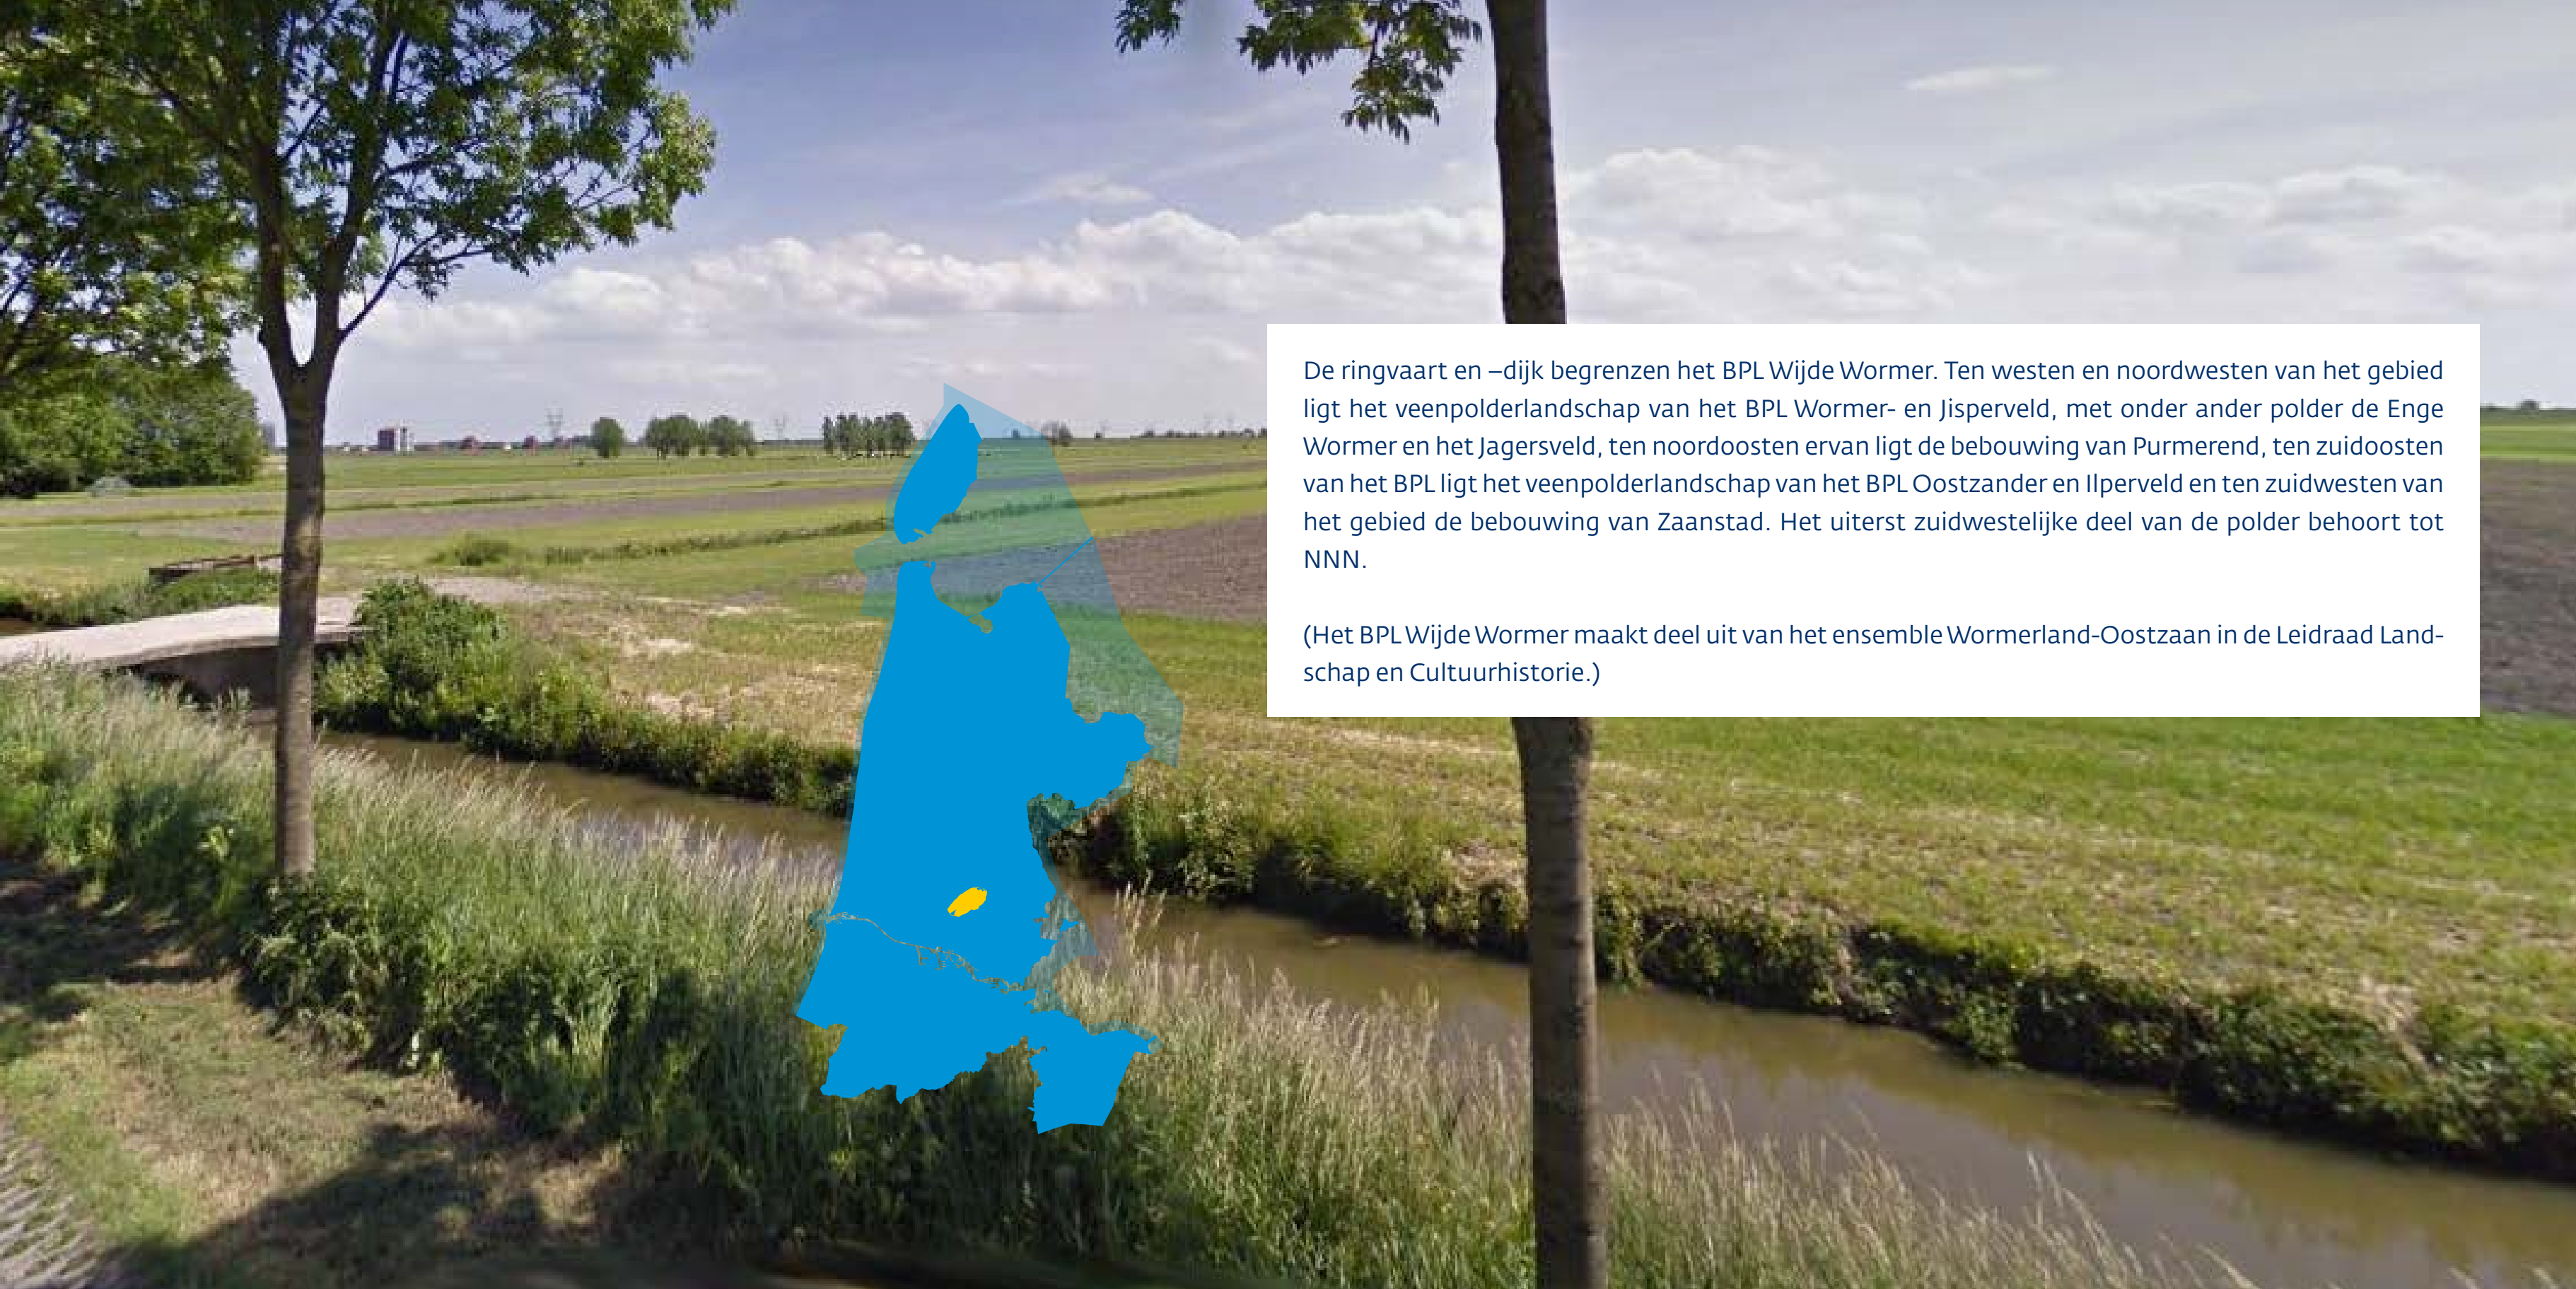 De ringvaart en –dijk begrenzen het BPL Wijde Wormer. Ten westen en noordwesten van het gebied
ligt het veenpolderlandschap van het BPL Wormer- en Jisperveld, met onder ander polder de Enge
Wormer en het Jagersveld, ten noordoosten ervan ligt de bebouwing van Purmerend, ten zuidoosten
van het BPL ligt het veenpolderlandschap van het BPL Oostzander en Ilperveld en ten zuidwesten van
het gebied de bebouwing van Zaanstad. Het uiterst zuidwestelijke deel van de polder behoort tot
NNN.
(Het BPL Wijde Wormer maakt deel uit van het ensemble Wormerland-Oostzaan in de Leidraad Land-
schap en Cultuurhistorie.)